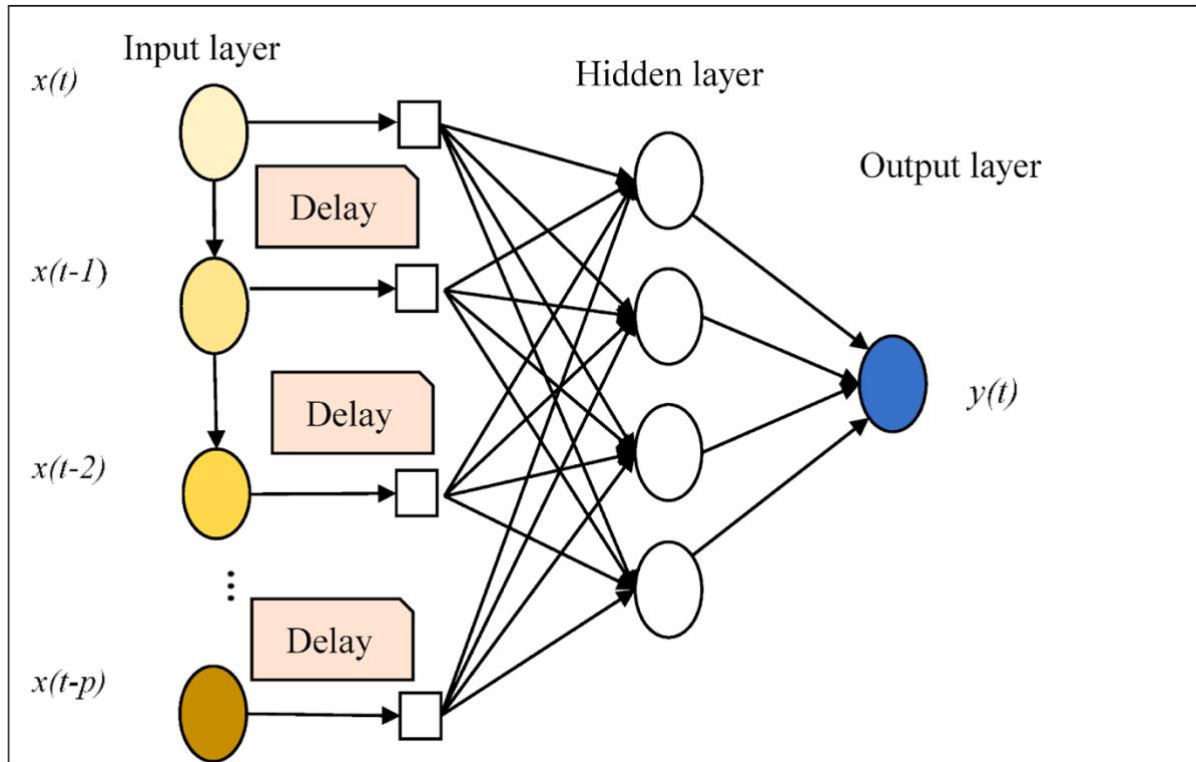 Input layer
x(t)
Hidden layer
Output layer
Delay
x(t-1)
y(t)
Delay
x(t-2)
...
Delay
x(t-p)